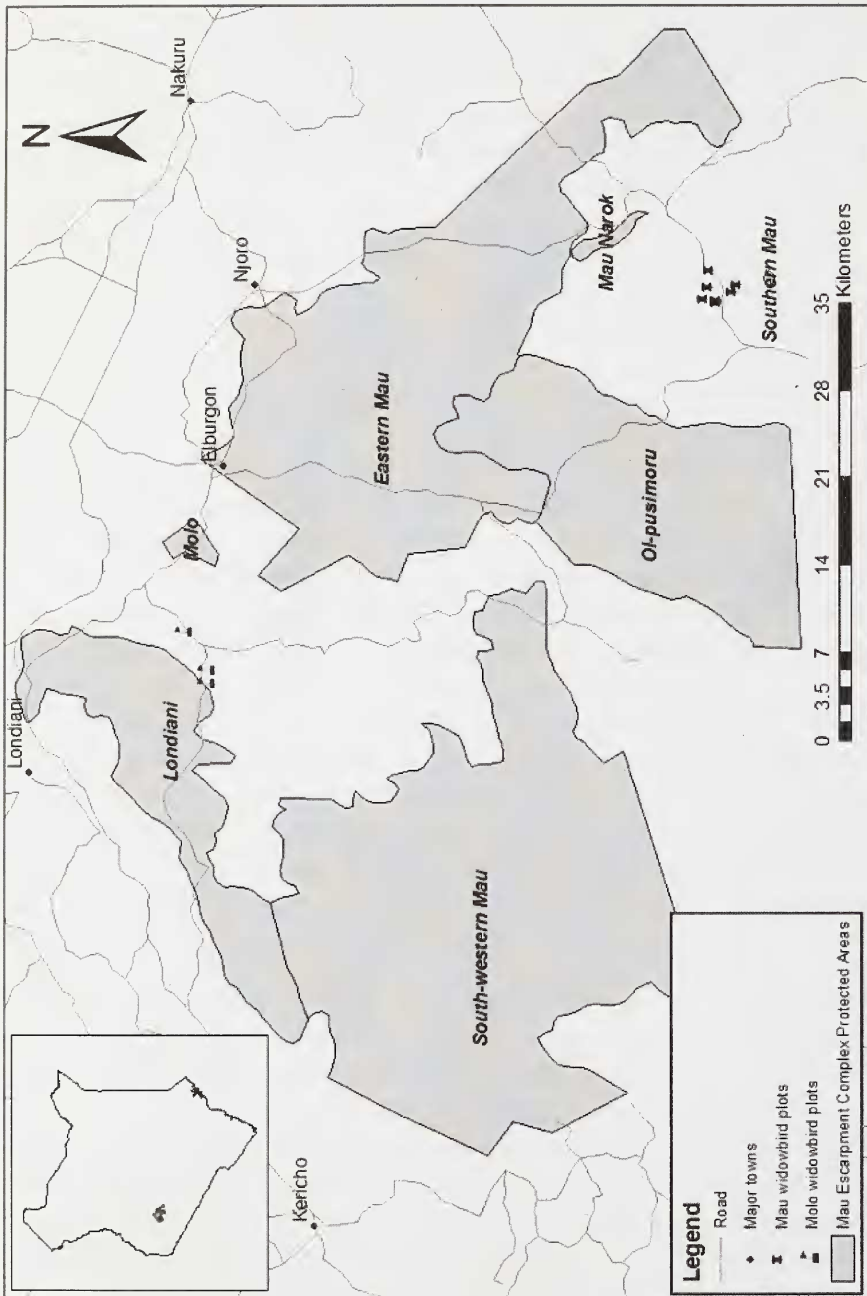 N
Nakuru
Njoro
Elburgon
Molo
Londiani
Londiani
Kericho
Eastern Mau
Mau Narok
Southern Mau
Ol-pusimoru
South-western Mau
0 3.5 7 14 21 28 35
Kilometers
Legend
Road
Major towns
Mau widowbird plots
Molo widowbird plots
Mau Escarpment Complex Protected Areas